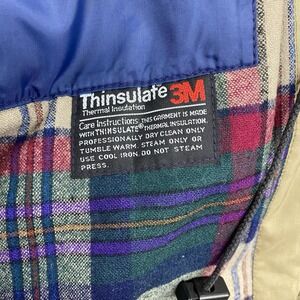 Thinsulate 3M
Thermal Insulation
Care Instructions: THIS GARMENT IS MADE
WITH THINSULATE® THERMAL INSULATION.
PROFESSIONALLY DRY CLEAN ONLY
TUMBLE WARM. STEAM ONLY OR
USE COOL IRON. DO NOT STEAM
PRESS.